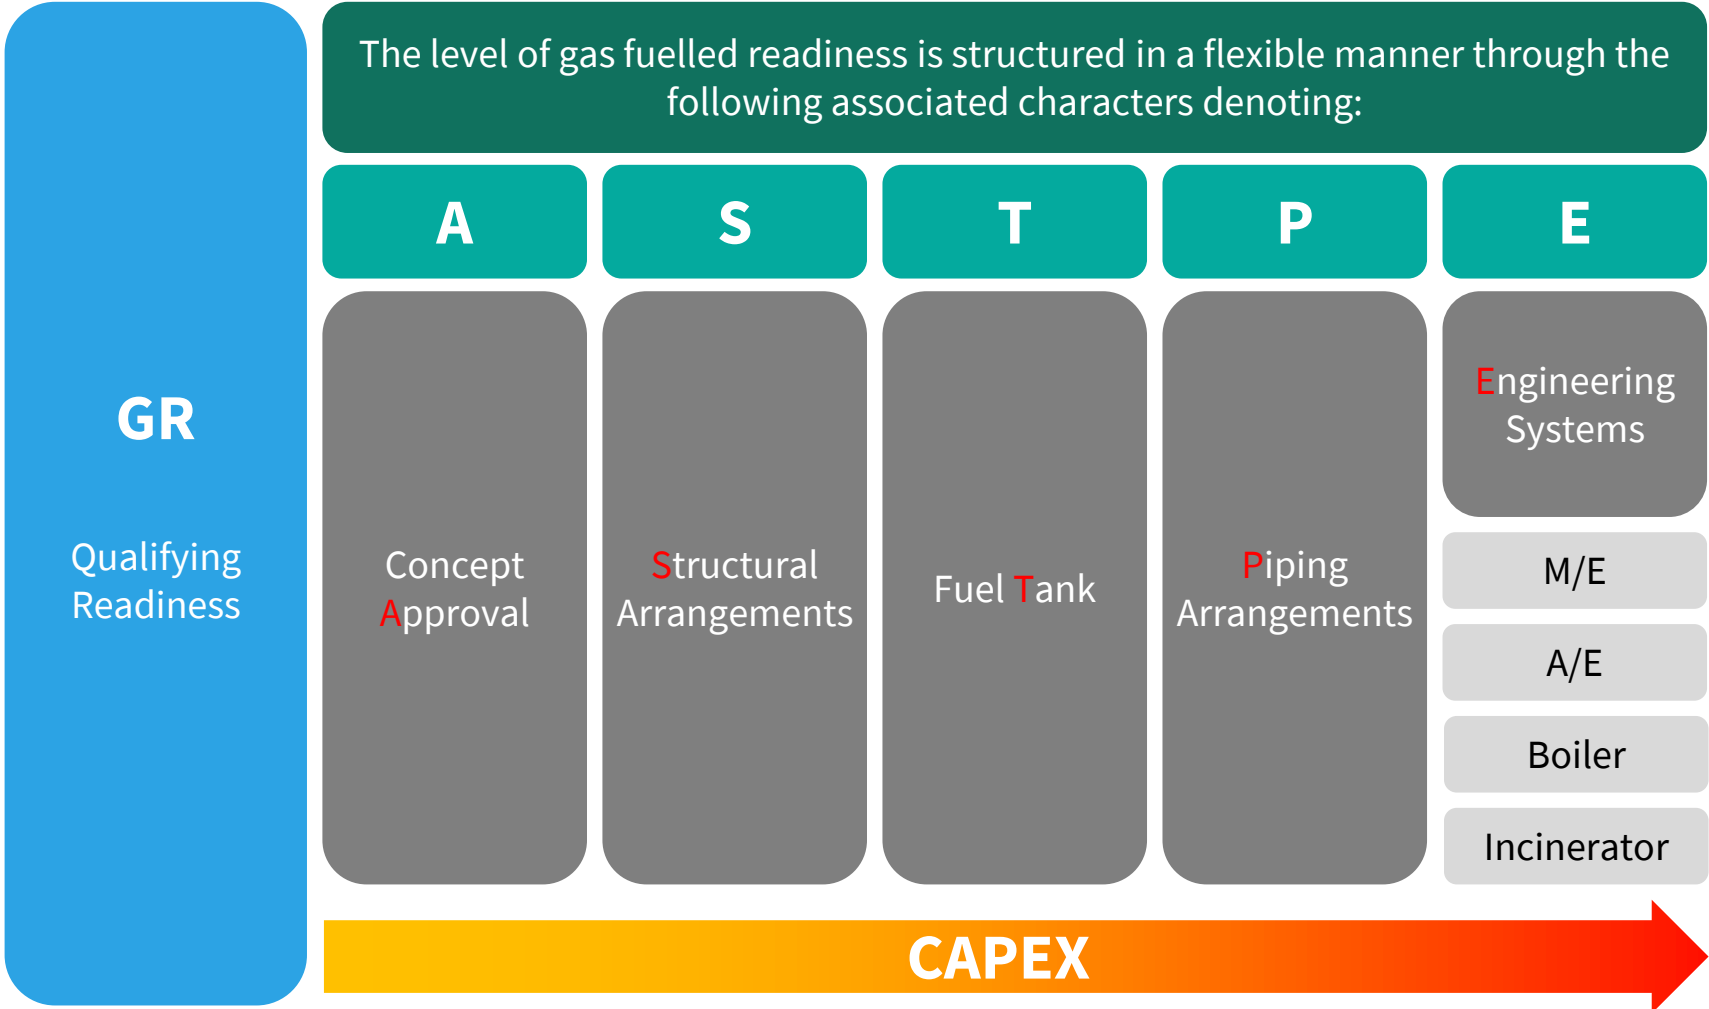 GR
Qualifying
Readiness
The level of gas fuelled readiness is structured in a flexible manner through the
following associated characters denoting:
A
S
T
P
E
Concept
Approval
Structural
Arrangements
Fuel Tank
Piping
Arrangements
Engineering
Systems
M/E
A/E
Boiler
Incinerator
CAPEX